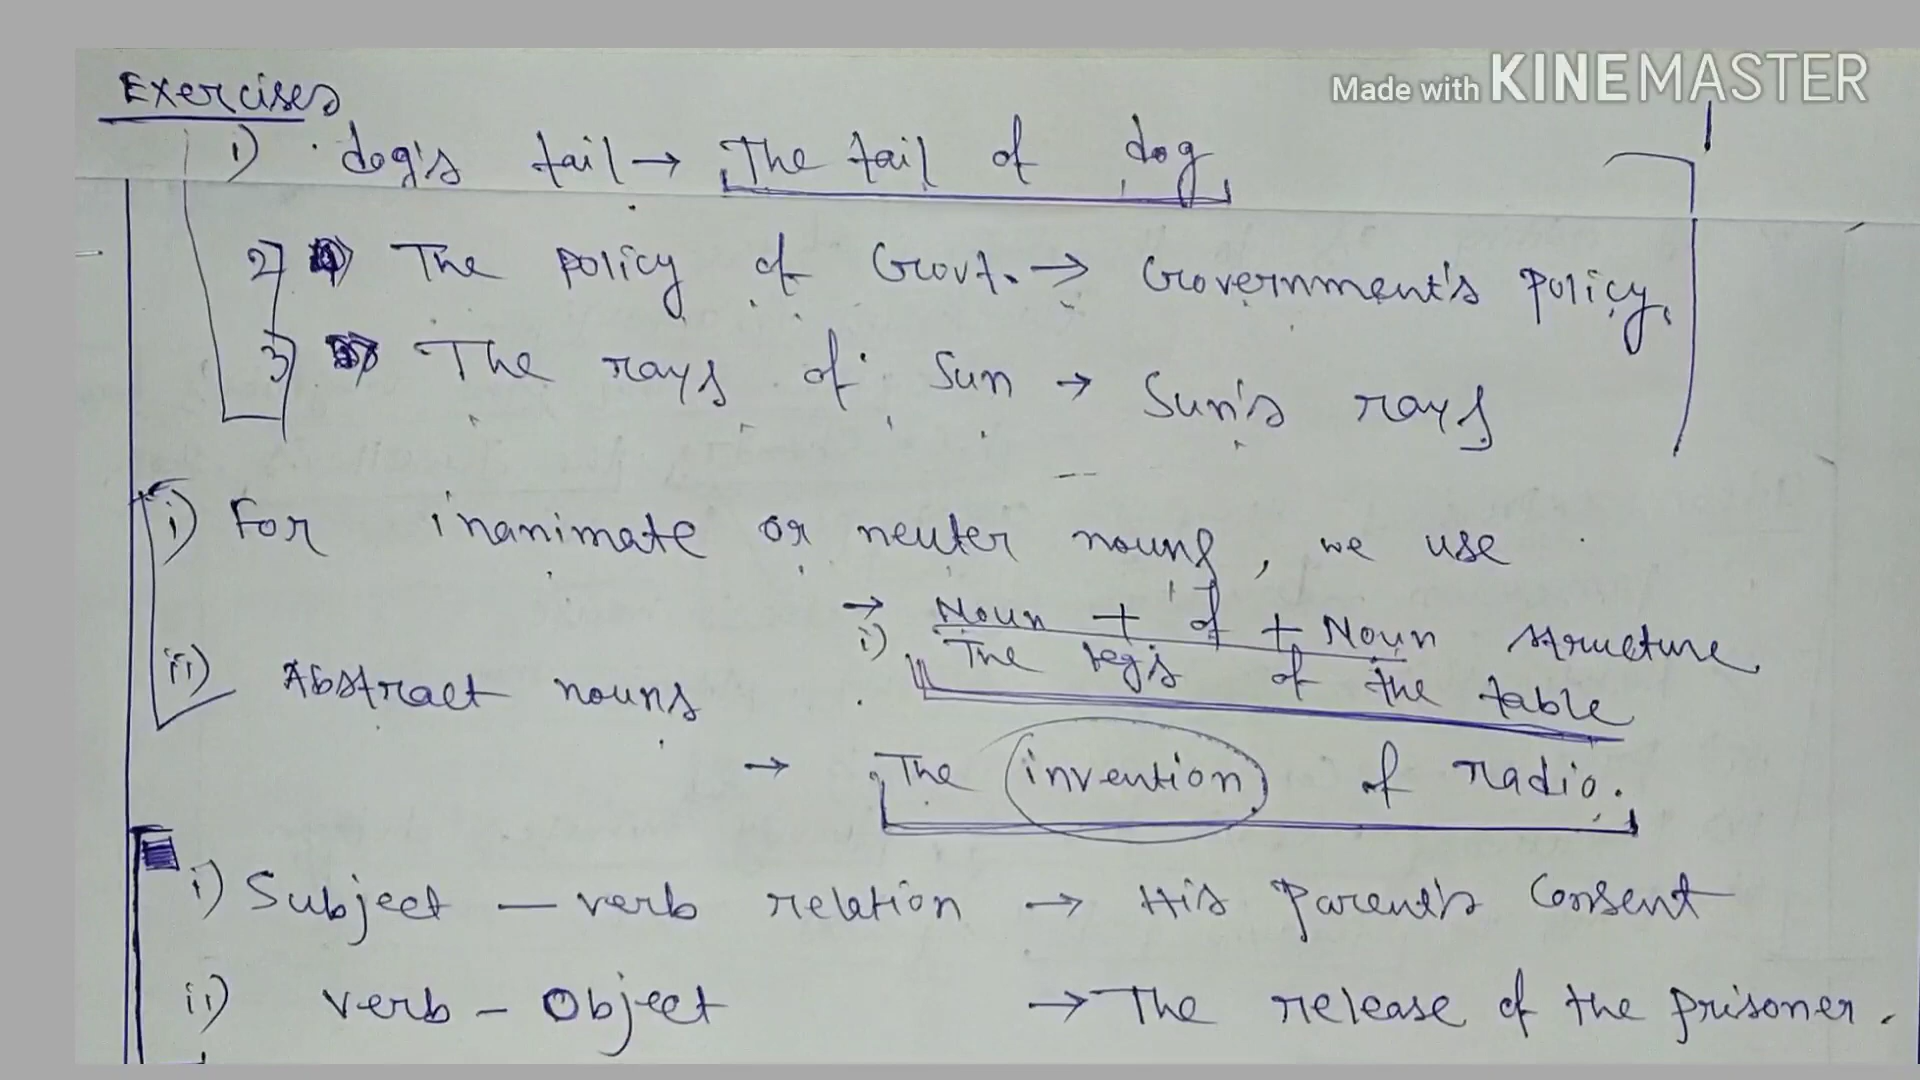 Made with KINEMASTER
Exercises
1) dog's tail → The tail of dog
2) The policy of Govt. → Government's policy.
3) The rays of Sun → Sun's rays
i) For inanimate or neuter nouns, we use
→ Noun + of + Noun structure
i) The legs of the table
ii) Abstract nouns
→ The invention of radio.
i) Subject – verb relation → His parent's consent
ii) verb – Object → The release of the prisoner.